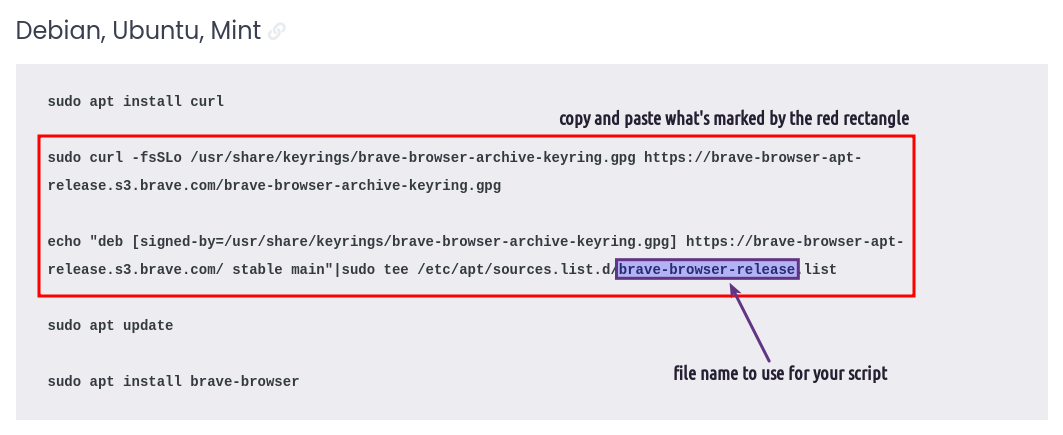 Debian, Ubuntu, Mint
sudo apt install curl
copy and paste what's marked by the red rectangle
sudo curl -fsSLo /usr/share/keyrings/brave-browser-archive-keyring.gpg https://brave-browser-apt-
release.s3.brave.com/brave-browser-archive-keyring.gpg
echo "deb [signed-by=/usr/share/keyrings/brave-browser-archive-keyring.gpg] https://brave-browser-apt-
release.s3.brave.com/ stable main"|sudo tee /etc/apt/sources.list.d/brave-browser-release.list
sudo apt update
file name to use for your script
sudo apt install brave-browser